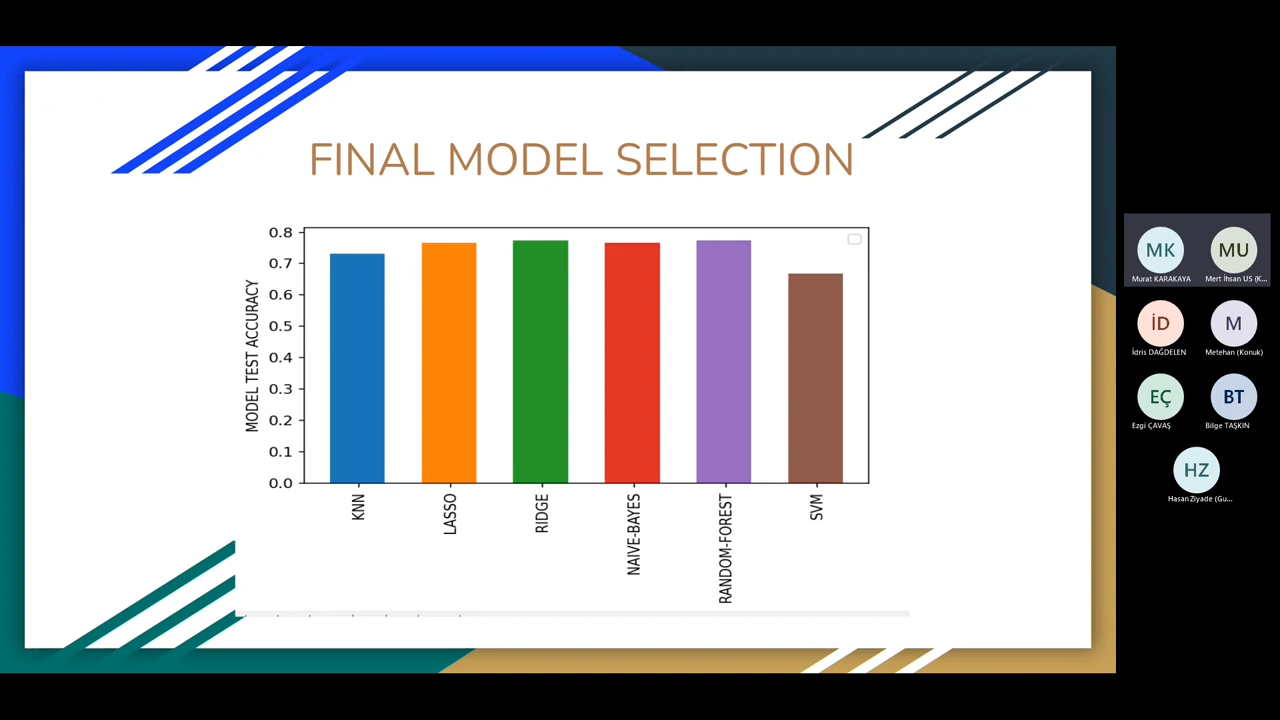 FINAL MODEL SELECTION
MODEL TEST ACCURACY
0.8
0.7
0.6
0.5
0.4
0.3
0.2
0.1
0.0
KNN
LASSO
RIDGE
NAIVE-BAYES
RANDOM-FOREST
SVM
MK
MU
Murat KARAKAYA
Mert İhsan US (K...
İD
M
İdris DAĞDELEN
Metehan (Konuk)
EÇ
BT
Ezgi ÇAVAŞ
Bilge TAŞKIN
HZ
Hasan Ziyade (Gu...